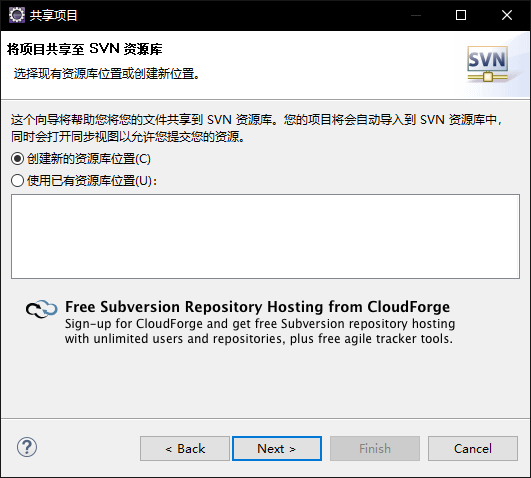 共享项目
将项目共享至 SVN 资源库
选择现有资源库位置或创建新位置。
SVN
这个向导将帮助您将您的文件共享到 SVN 资源库。您的项目将会自动导入到 SVN 资源库中，
同时会打开同步视图以允许您提交您的资源。
创建新的资源库位置(C)
使用已有资源库位置(U)：
Free Subversion Repository Hosting from CloudForge
Sign-up for CloudForge and get free Subversion repository hosting
with unlimited users and repositories, plus free agile tracker tools.
?
< Back
Next >
Finish
Cancel